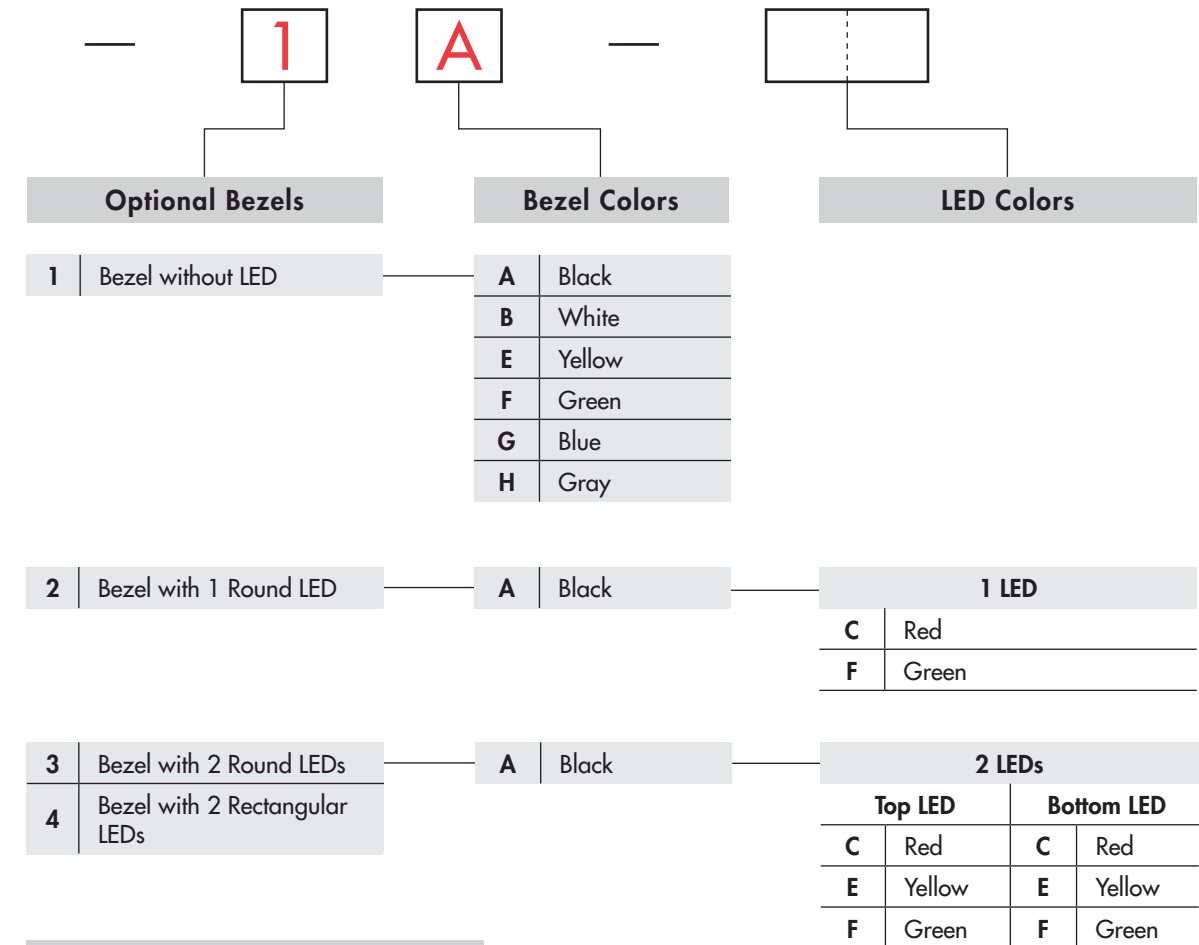 — 1 A —
Optional Bezels Bezel Colors LED Colors
1 Bezel without LED A Black
B White
E Yellow
F Green
G Blue
H Gray
2 Bezel with 1 Round LED A Black 1 LED
C Red
F Green
3 Bezel with 2 Round LEDs A Black 2 LEDs
4 Bezel with 2 Rectangular
LEDs
Top LED Bottom LED
C Red C Red
E Yellow E Yellow
F Green F Green